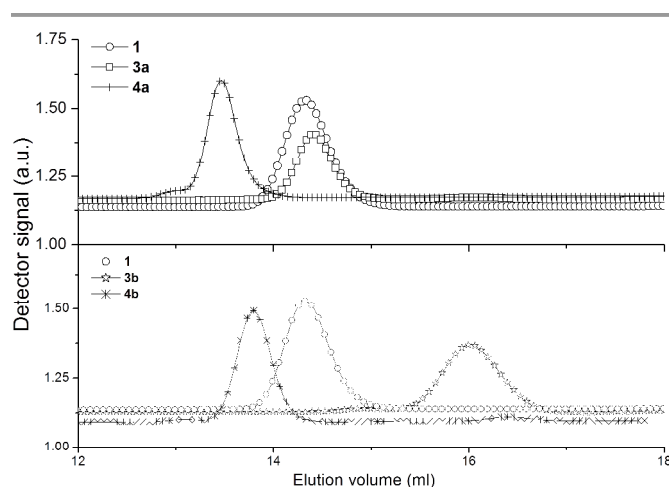 1.75
1
3a
4a
1.50
1.25
1.00
Detector signal (a.u.)
1
3b
4b
1.50
1.25
1.00
12 14 16 18
Elution volume (ml)